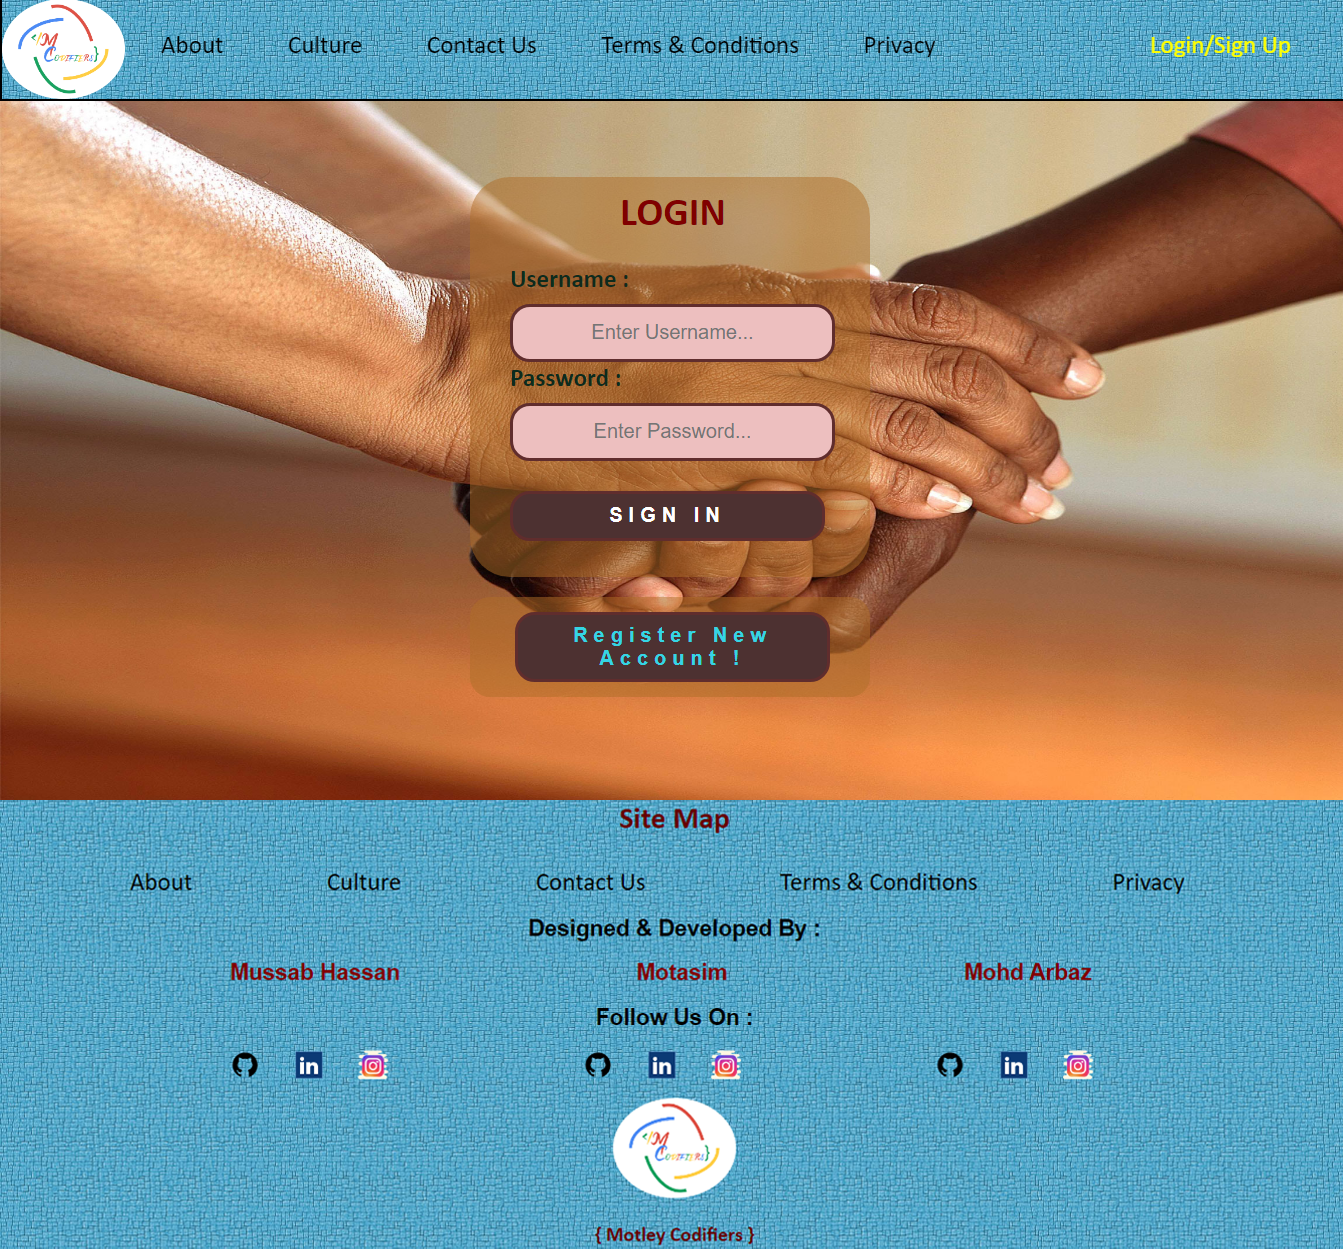 </M
Codifiers}
About Culture Contact Us Terms & Conditions Privacy Login/Sign Up
LOGIN
Username :
Enter Username...
Password :
Enter Password...
SIGN IN
Register New
Account !
Site Map
About Culture Contact Us Terms & Conditions Privacy
Designed & Developed By :
Mussab Hassan Motasim Mohd Arbaz
Follow Us On :
in in in
</M
Codifiers}
{ Motley Codifiers }